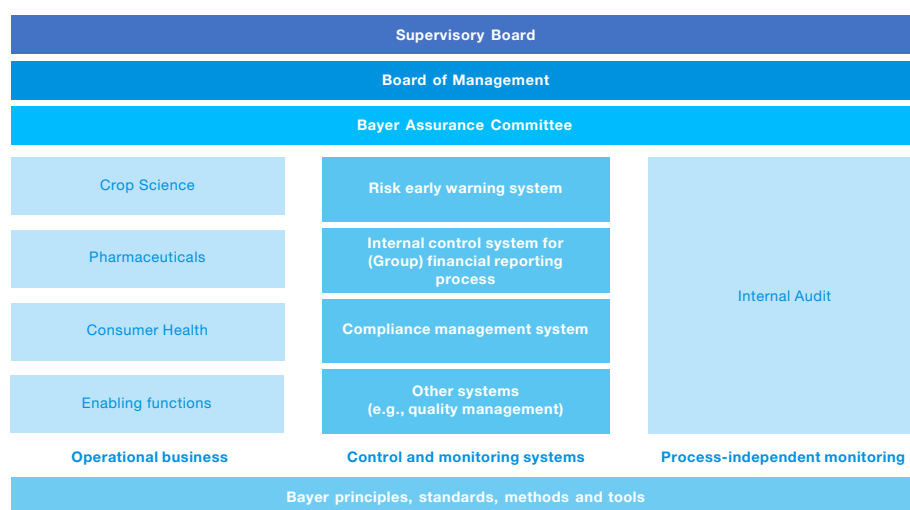 Supervisory Board
Board of Management
Bayer Assurance Committee
Crop Science
Pharmaceuticals
Consumer Health
Enabling functions
Operational business
Risk early warning system
Internal control system for
(Group) financial reporting
process
Compliance management system
Other systems
(e.g., quality management)
Control and monitoring systems
Internal Audit
Process-independent monitoring
Bayer principles, standards, methods and tools